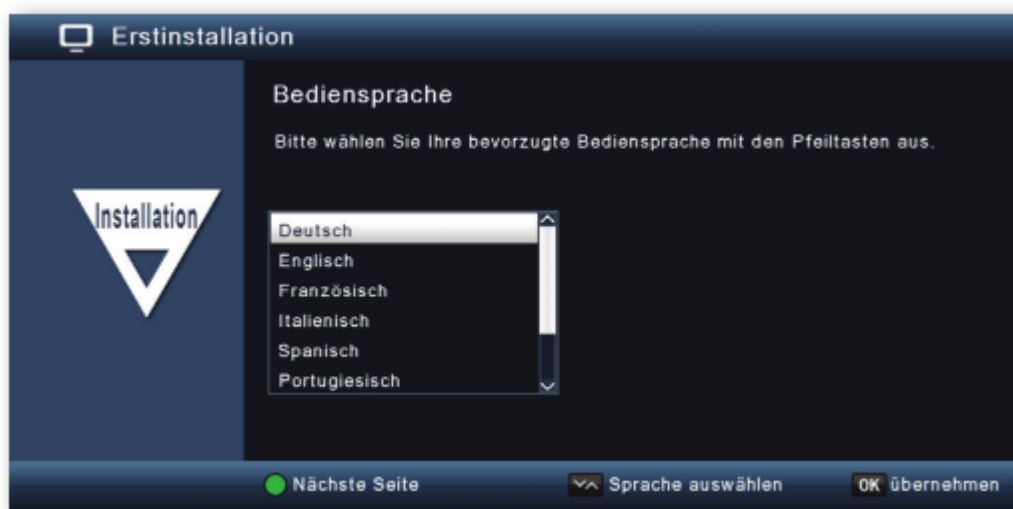 Erstinstallation
Bediensprache
Bitte wählen Sie Ihre bevorzugte Bediensprache mit den Pfeiltasten aus.
Installation
Deutsch
Englisch
Französisch
Italienisch
Spanisch
Portugiesisch
Nächste Seite
Sprache auswählen
OK übernehmen